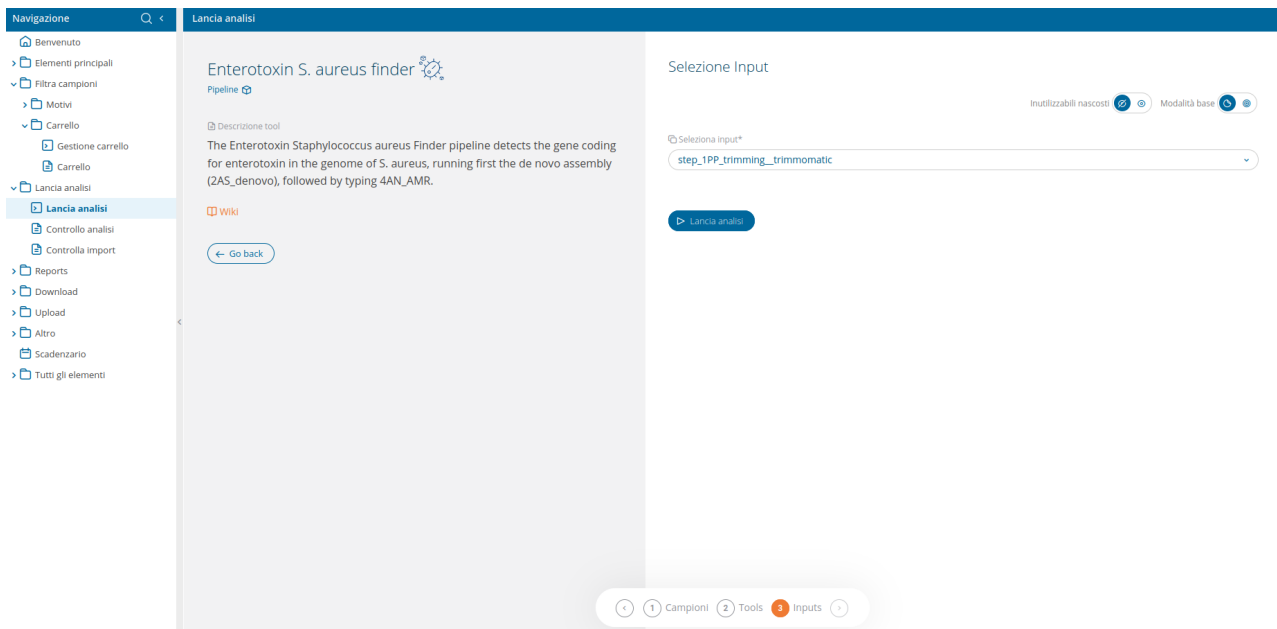 Navigazione
Benvenuto
Elementi principali
Filtra campioni
Motivi
Carrello
Gestione carrello
Carrello
Lancia analisi
Lancia analisi
Controllo analisi
Controlla import
Reports
Download
Upload
Altro
Scadenzario
Tutti gli elementi
Lancia analisi
Enterotoxin S. aureus finder
Pipeline
Descrizione tool
The Enterotoxin Staphylococcus aureus Finder pipeline detects the gene coding
for enterotoxin in the genome of S. aureus, running first the de novo assembly
(2AS_denovo), followed by typing 4AN_AMR.
Wiki
Go back
Selezione Input
Inutilizzabili nascosti
Modalità base
Seleziona input*
step_1PP_trimming__trimmomatic
Lancia analisi
1 Campioni 2 Tools 3 Inputs